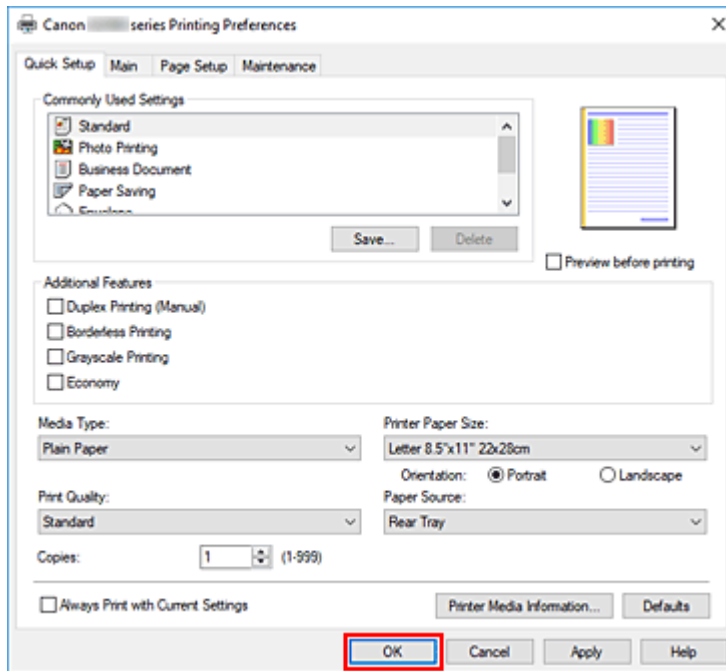 Canon series Printing Preferences
Quick Setup Main Page Setup Maintenance
Commonly Used Settings
Standard
Photo Printing
Business Document
Paper Saving
Envelope
Save... Delete
Preview before printing
Additional Features
Duplex Printing (Manual)
Borderless Printing
Grayscale Printing
Economy
Media Type: Printer Paper Size:
Plain Paper Letter 8.5"x11" 22x28cm
Orientation: Portrait Landscape
Print Quality: Paper Source:
Standard Rear Tray
Copies: 1 (1-999)
Always Print with Current Settings Printer Media Information... Defaults
OK Cancel Apply Help